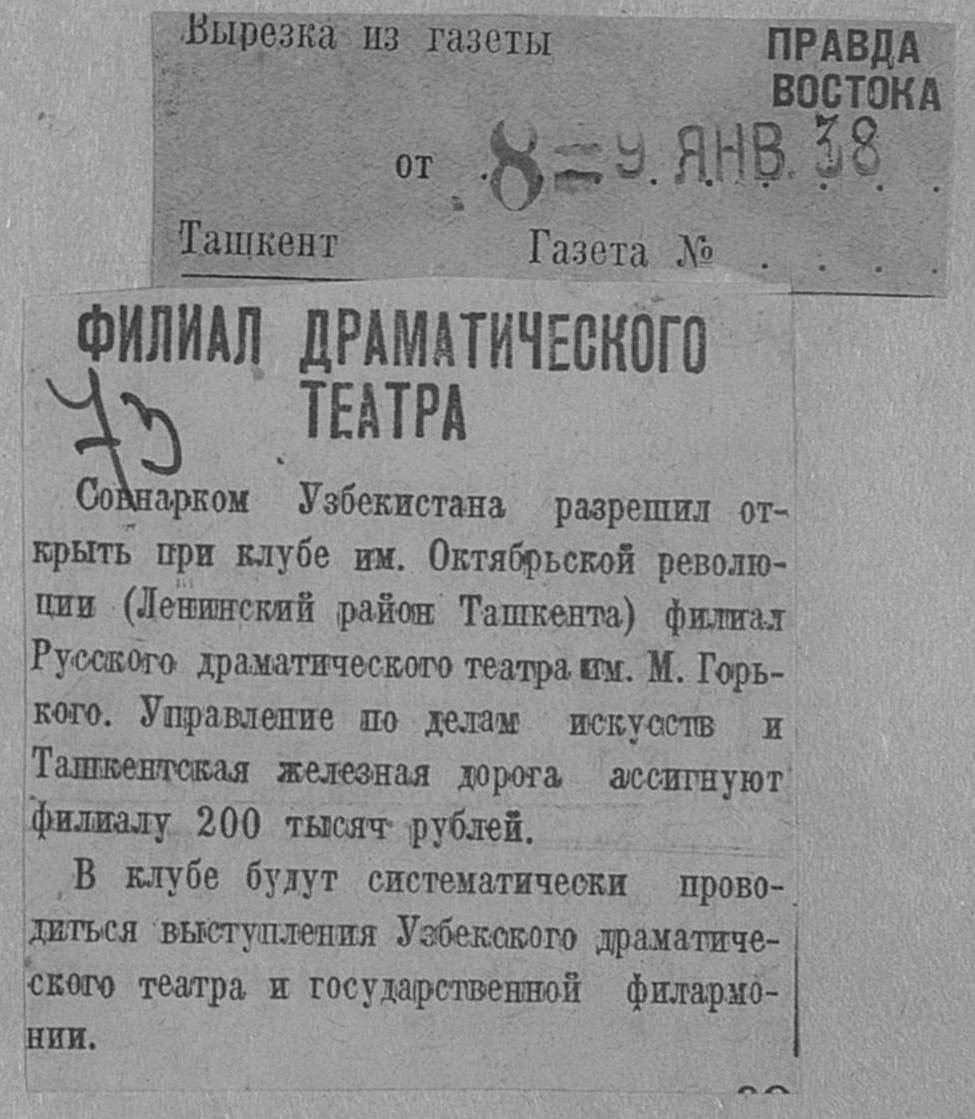 Вырезка из газеты ПРАВДА
ВОСТОКА
от 8=9. ЯНВ. 38
Ташкент Газета № . . . .
ФИЛИАЛ ДРАМАТИЧЕСКОГО
ТЕАТРА
Уз
Совнарком Узбекистана разрешил от-
крыть при клубе им. Октябрьской револю-
ции (Ленинский район Ташкента) филиал
Русского драматического театра им. М. Горь-
кого. Управление по делам искусств и
Ташкентская железная дорога ассигнуют
филиалу 200 тысяч рублей.
В клубе будут систематически прово-
диться выступления Узбекского драматиче-
ского театра и государственной филармо-
нии.